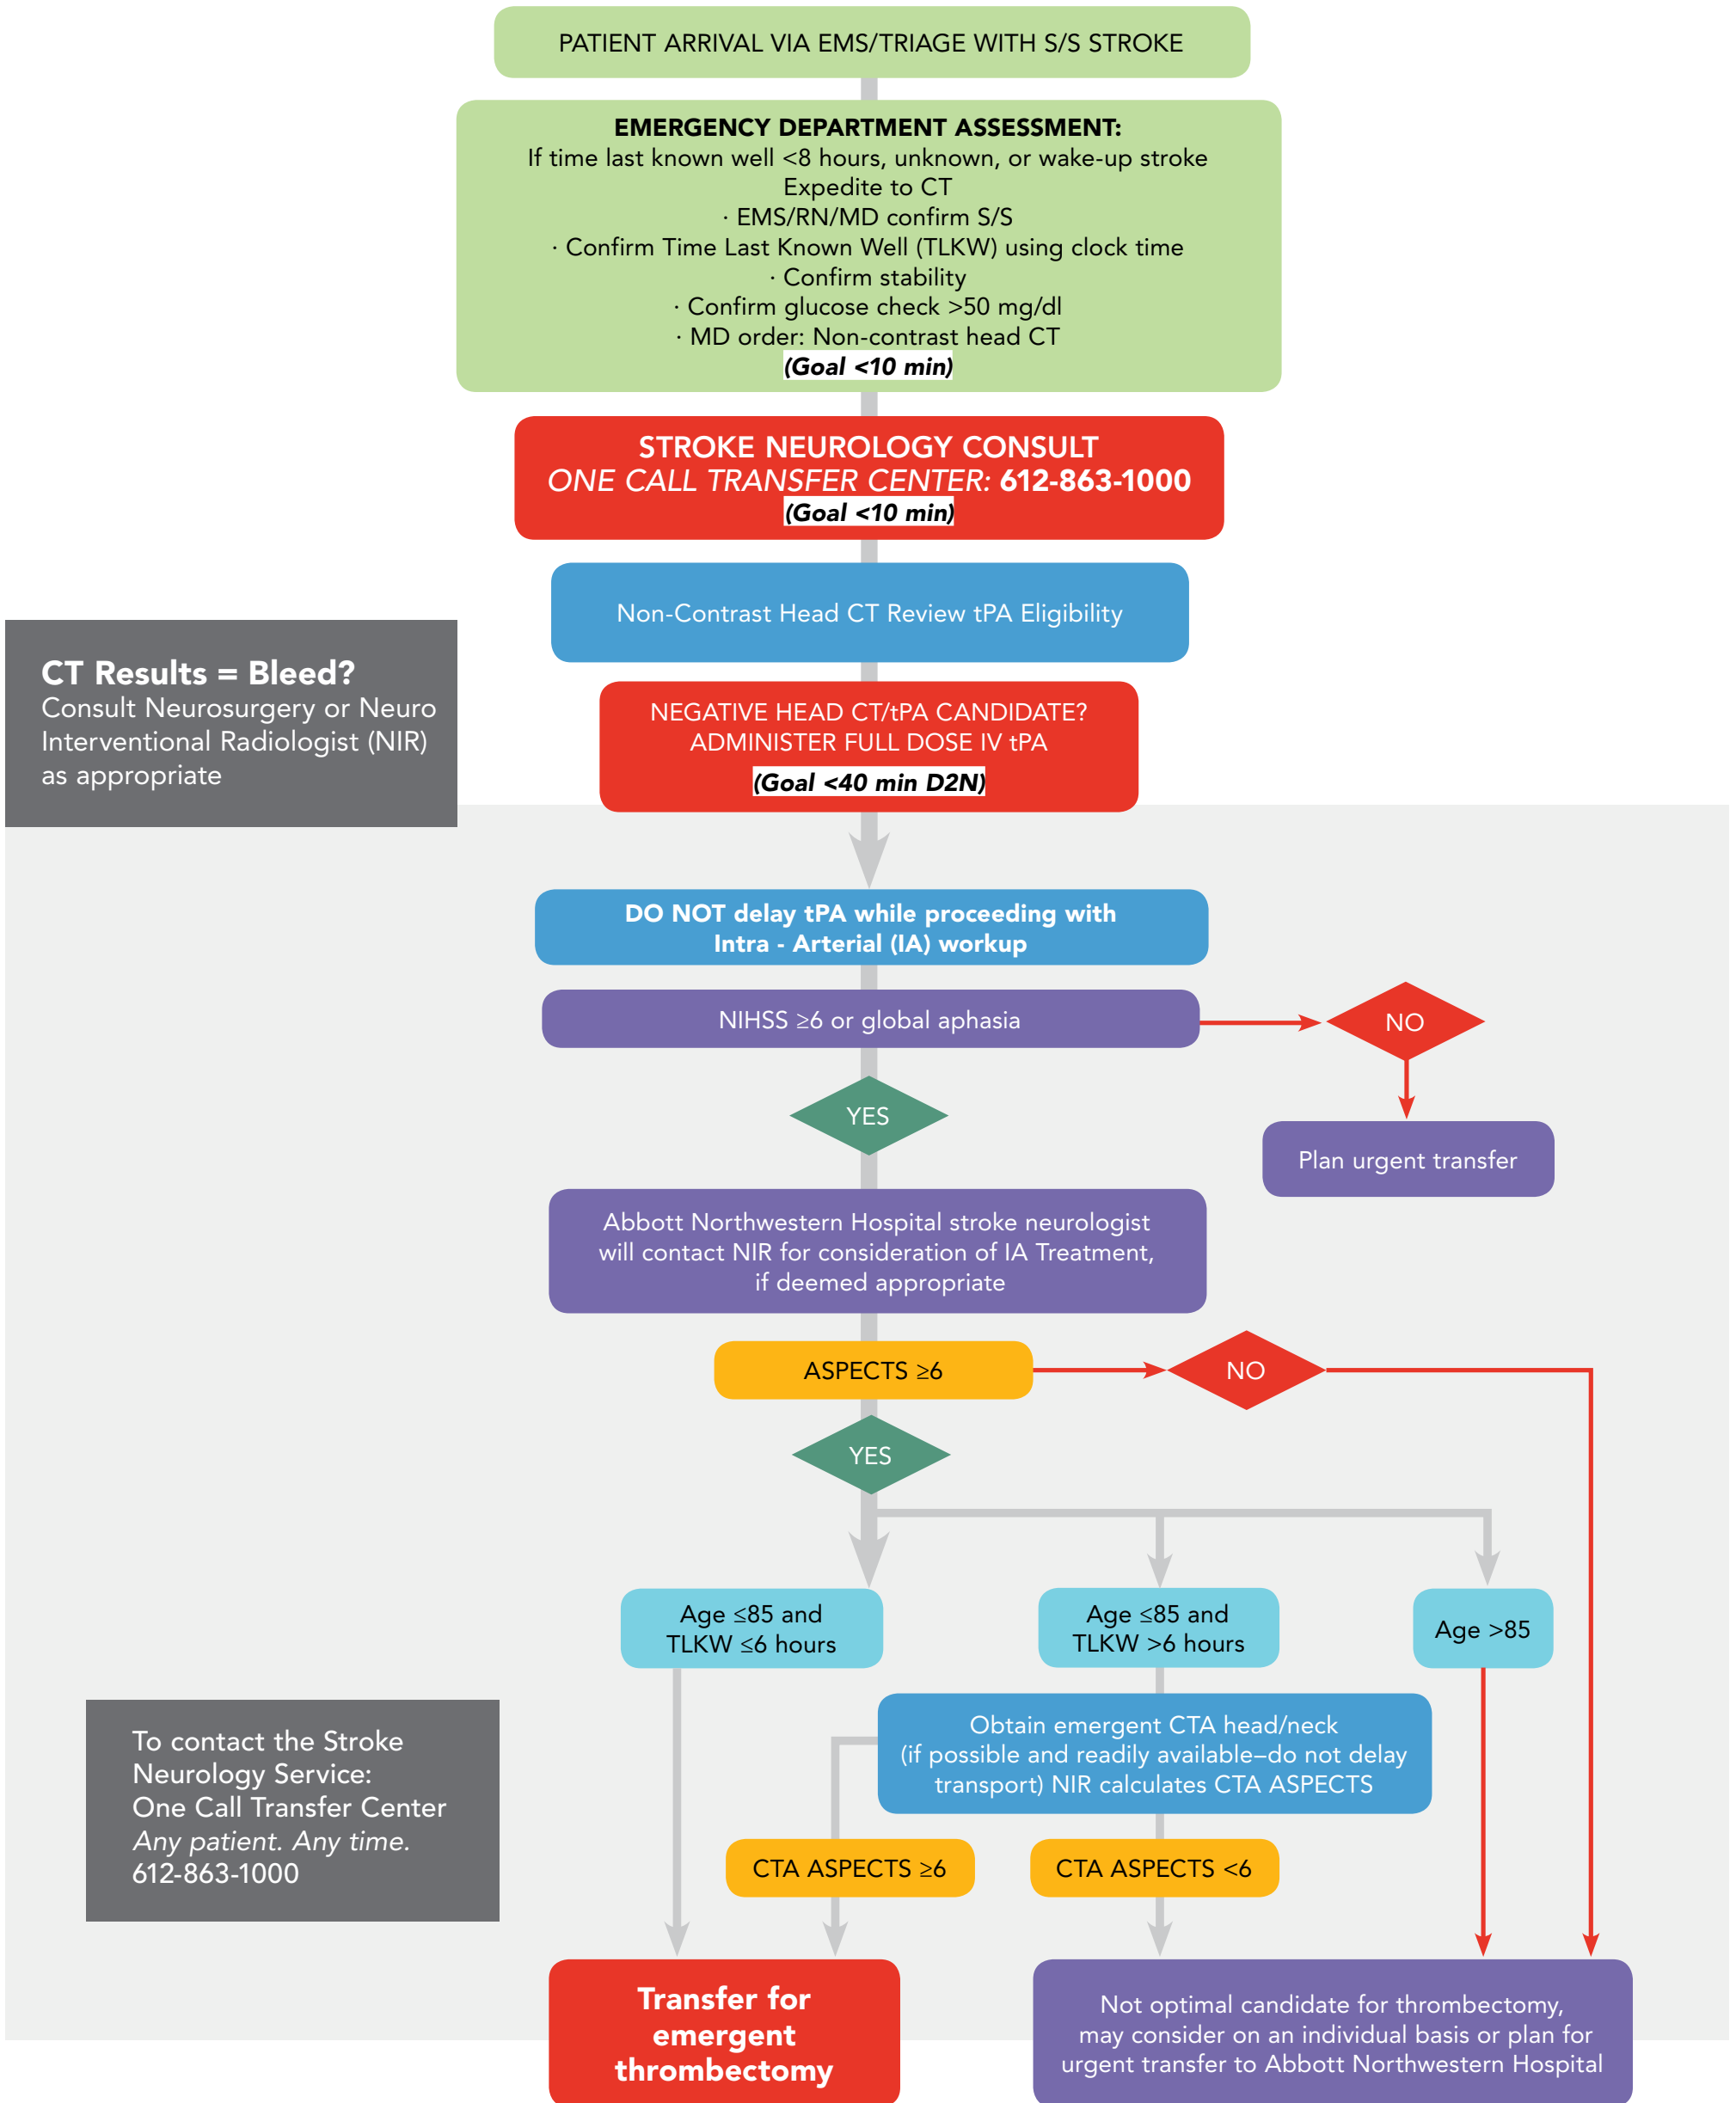 PATIENT ARRIVAL VIA EMS/TRIAGE WITH S/S STROKE
EMERGENCY DEPARTMENT ASSESSMENT:
If time last known well <8 hours, unknown, or wake-up stroke
Expedite to CT
· EMS/RN/MD confirm S/S
· Confirm Time Last Known Well (TLKW) using clock time
· Confirm stability
· Confirm glucose check >50 mg/dl
· MD order: Non-contrast head CT
(Goal <10 min)
STROKE NEUROLOGY CONSULT
ONE CALL TRANSFER CENTER: 612-863-1000
(Goal <10 min)
Non-Contrast Head CT Review tPA Eligibility
CT Results = Bleed?
Consult Neurosurgery or Neuro
Interventional Radiologist (NIR)
as appropriate
NEGATIVE HEAD CT/tPA CANDIDATE?
ADMINISTER FULL DOSE IV tPA
(Goal <40 min D2N)
DO NOT delay tPA while proceeding with
Intra - Arterial (IA) workup
NIHSS ≥6 or global aphasia
NO
YES
Plan urgent transfer
Abbott Northwestern Hospital stroke neurologist
will contact NIR for consideration of IA Treatment,
if deemed appropriate
ASPECTS ≥6
NO
YES
Age ≤85 and
TLKW ≤6 hours
Age ≤85 and
TLKW >6 hours
Age >85
Obtain emergent CTA head/neck
(if possible and readily available–do not delay
transport) NIR calculates CTA ASPECTS
To contact the Stroke
Neurology Service:
One Call Transfer Center
Any patient. Any time.
612-863-1000
CTA ASPECTS ≥6
CTA ASPECTS <6
Transfer for
emergent
thrombectomy
Not optimal candidate for thrombectomy,
may consider on an individual basis or plan for
urgent transfer to Abbott Northwestern Hospital